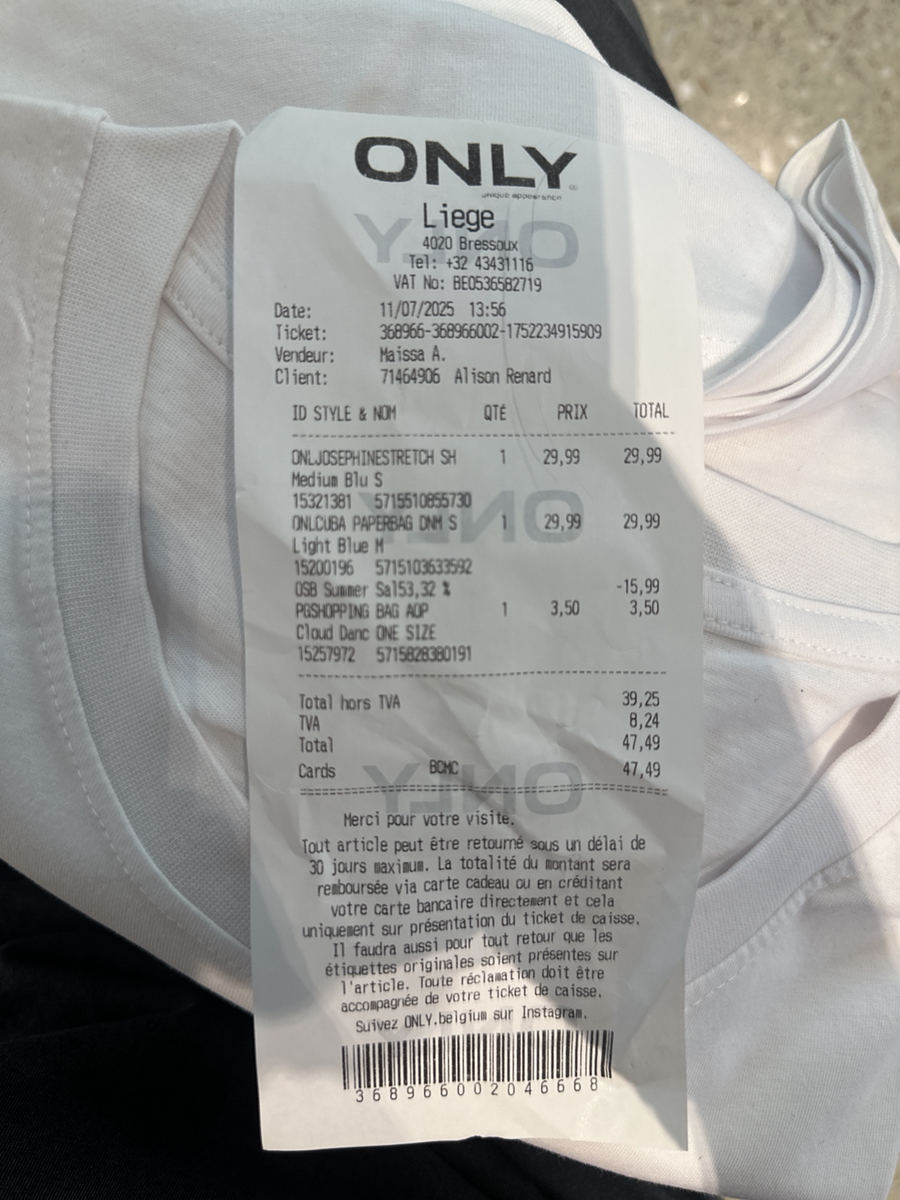 ONLY
unique appearance
Liege
4020 Bressoux
Tel: +32 43431116
VAT No: BE0536582719
Date: 11/07/2025 13:56
Ticket: 368966-368966002-1752234915909
Vendeur: Maissa A.
Client: 71464906 Alison Renard
ID STYLE & NOM QTÉ PRIX TOTAL
ONLJOSEPHINESTRETCH SH 1 29,99 29,99
Medium Blu S
15321381 5715510855730
ONLCUBA PAPERBAG DNM S 1 29,99 29,99
Light Blue M
15200196 5715103633592
OSB Summer Sal53,32 % -15,99
PGSHOPPING BAG AOP 1 3,50 3,50
Cloud Danc ONE SIZE
15257972 5715828380191
Total hors TVA 39,25
TVA 8,24
Total 47,49
Cards BCMC 47,49
Merci pour votre visite.
Tout article peut être retourné sous un délai de
30 jours maximum. La totalité du montant sera
remboursée via carte cadeau ou en créditant
votre carte bancaire directement et cela
uniquement sur présentation du ticket de caisse.
Il faudra aussi pour tout retour que les
étiquettes originales soient présentes sur
l'article. Toute réclamation doit être
accompagnée de votre ticket de caisse.
Suivez ONLY.belgium sur Instagram.
368966002046668